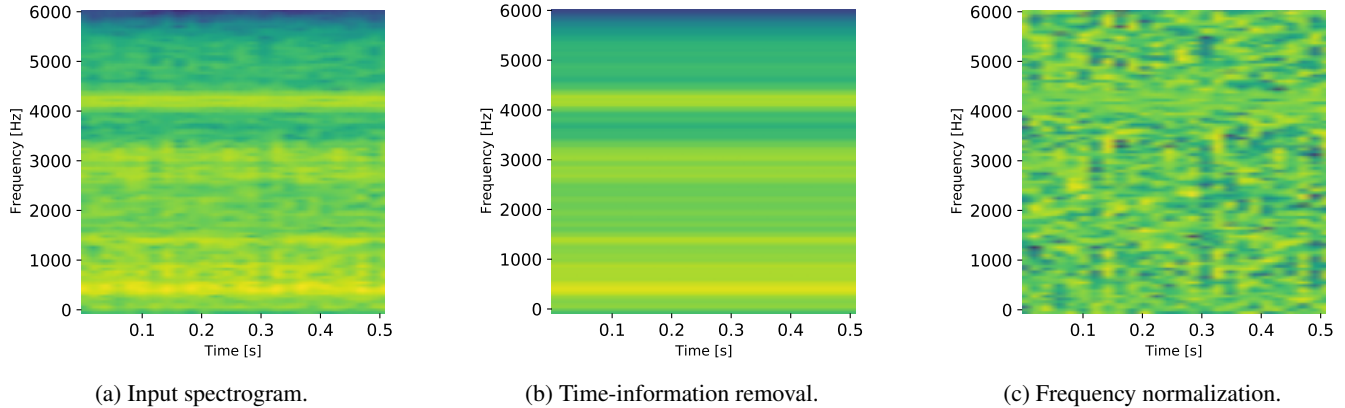 6000
5000
4000
3000
2000
1000
0
Frequency [Hz]
0.1 0.2 0.3 0.4 0.5
Time [s]
(a) Input spectrogram.
6000
5000
4000
3000
2000
1000
0
Frequency [Hz]
0.1 0.2 0.3 0.4 0.5
Time [s]
(b) Time-information removal.
6000
5000
4000
3000
2000
1000
0
Frequency [Hz]
0.1 0.2 0.3 0.4 0.5
Time [s]
(c) Frequency normalization.